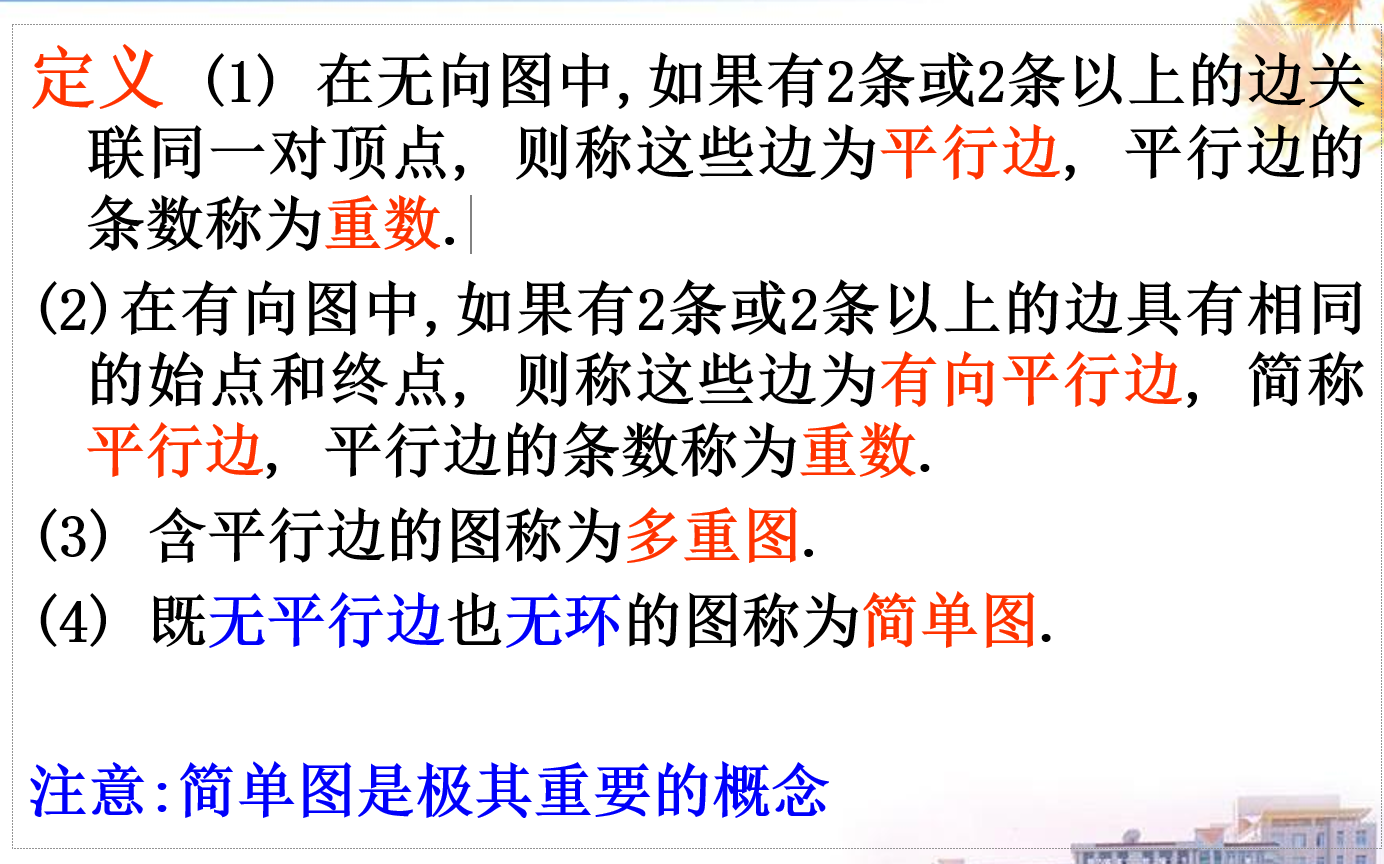 定义 (1) 在无向图中,如果有2条或2条以上的边关
联同一对顶点, 则称这些边为平行边, 平行边的
条数称为重数.
(2)在有向图中,如果有2条或2条以上的边具有相同
的始点和终点, 则称这些边为有向平行边, 简称
平行边, 平行边的条数称为重数.
(3) 含平行边的图称为多重图.
(4) 既无平行边也无环的图称为简单图.
注意:简单图是极其重要的概念